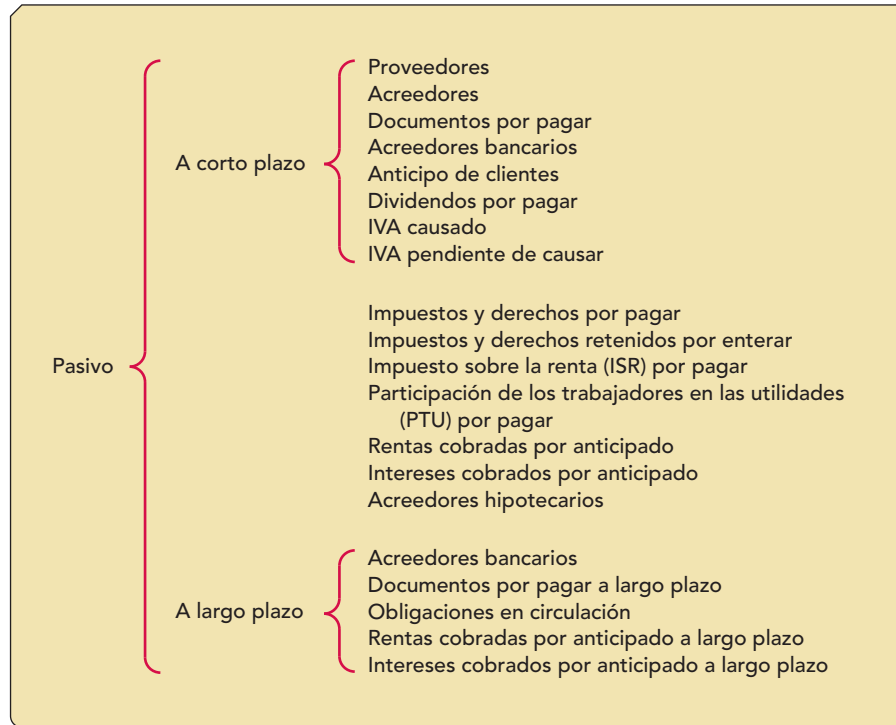 Pasivo
A corto plazo
Proveedores
Acreedores
Documentos por pagar
Acreedores bancarios
Anticipo de clientes
Dividendos por pagar
IVA causado
IVA pendiente de causar
Impuestos y derechos por pagar
Impuestos y derechos retenidos por enterar
Impuesto sobre la renta (ISR) por pagar
Participación de los trabajadores en las utilidades
(PTU) por pagar
Rentas cobradas por anticipado
Intereses cobrados por anticipado
Acreedores hipotecarios
A largo plazo
Acreedores bancarios
Documentos por pagar a largo plazo
Obligaciones en circulación
Rentas cobradas por anticipado a largo plazo
Intereses cobrados por anticipado a largo plazo